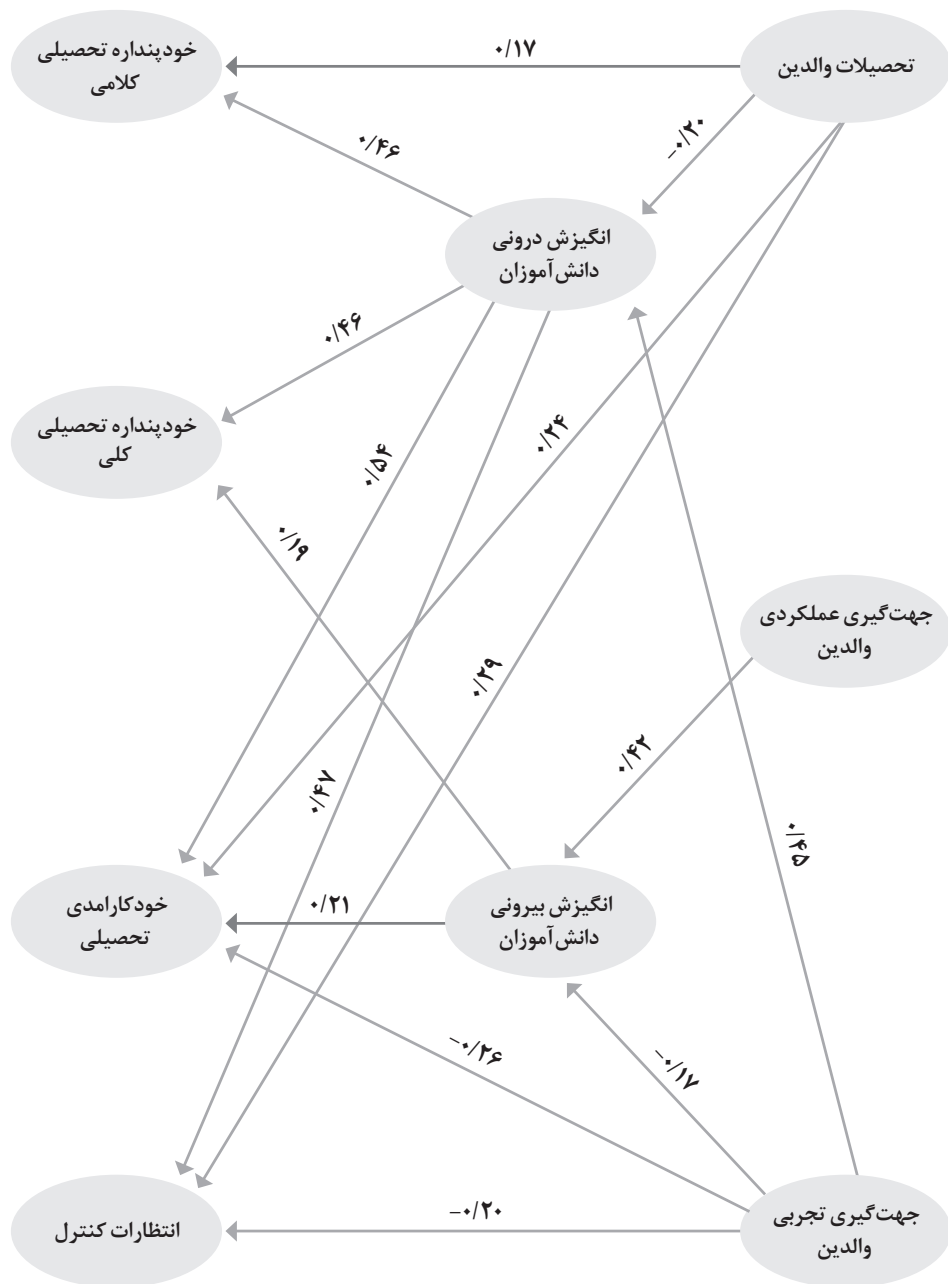 تحصیلات والدین
۰/۱۷
خودپنداره تحصیلی
کلامی
–۰/۲۰
۰/۴۶
انگیزش درونی
دانش‌آموزان
۰/۴۶
خودپنداره تحصیلی
کلی
۰/۲۴
۰/۵۴
۰/۱۹
جهت‌گیری عملکردی
والدین
۰/۲۹
۰/۴۲
۰/۴۷
۰/۴۵
انگیزش بیرونی
دانش‌آموزان
۰/۲۱
خودکارامدی
تحصیلی
–۰/۲۶
–۰/۱۷
جهت‌گیری تجربی
والدین
–۰/۲۰
انتظارات کنترل